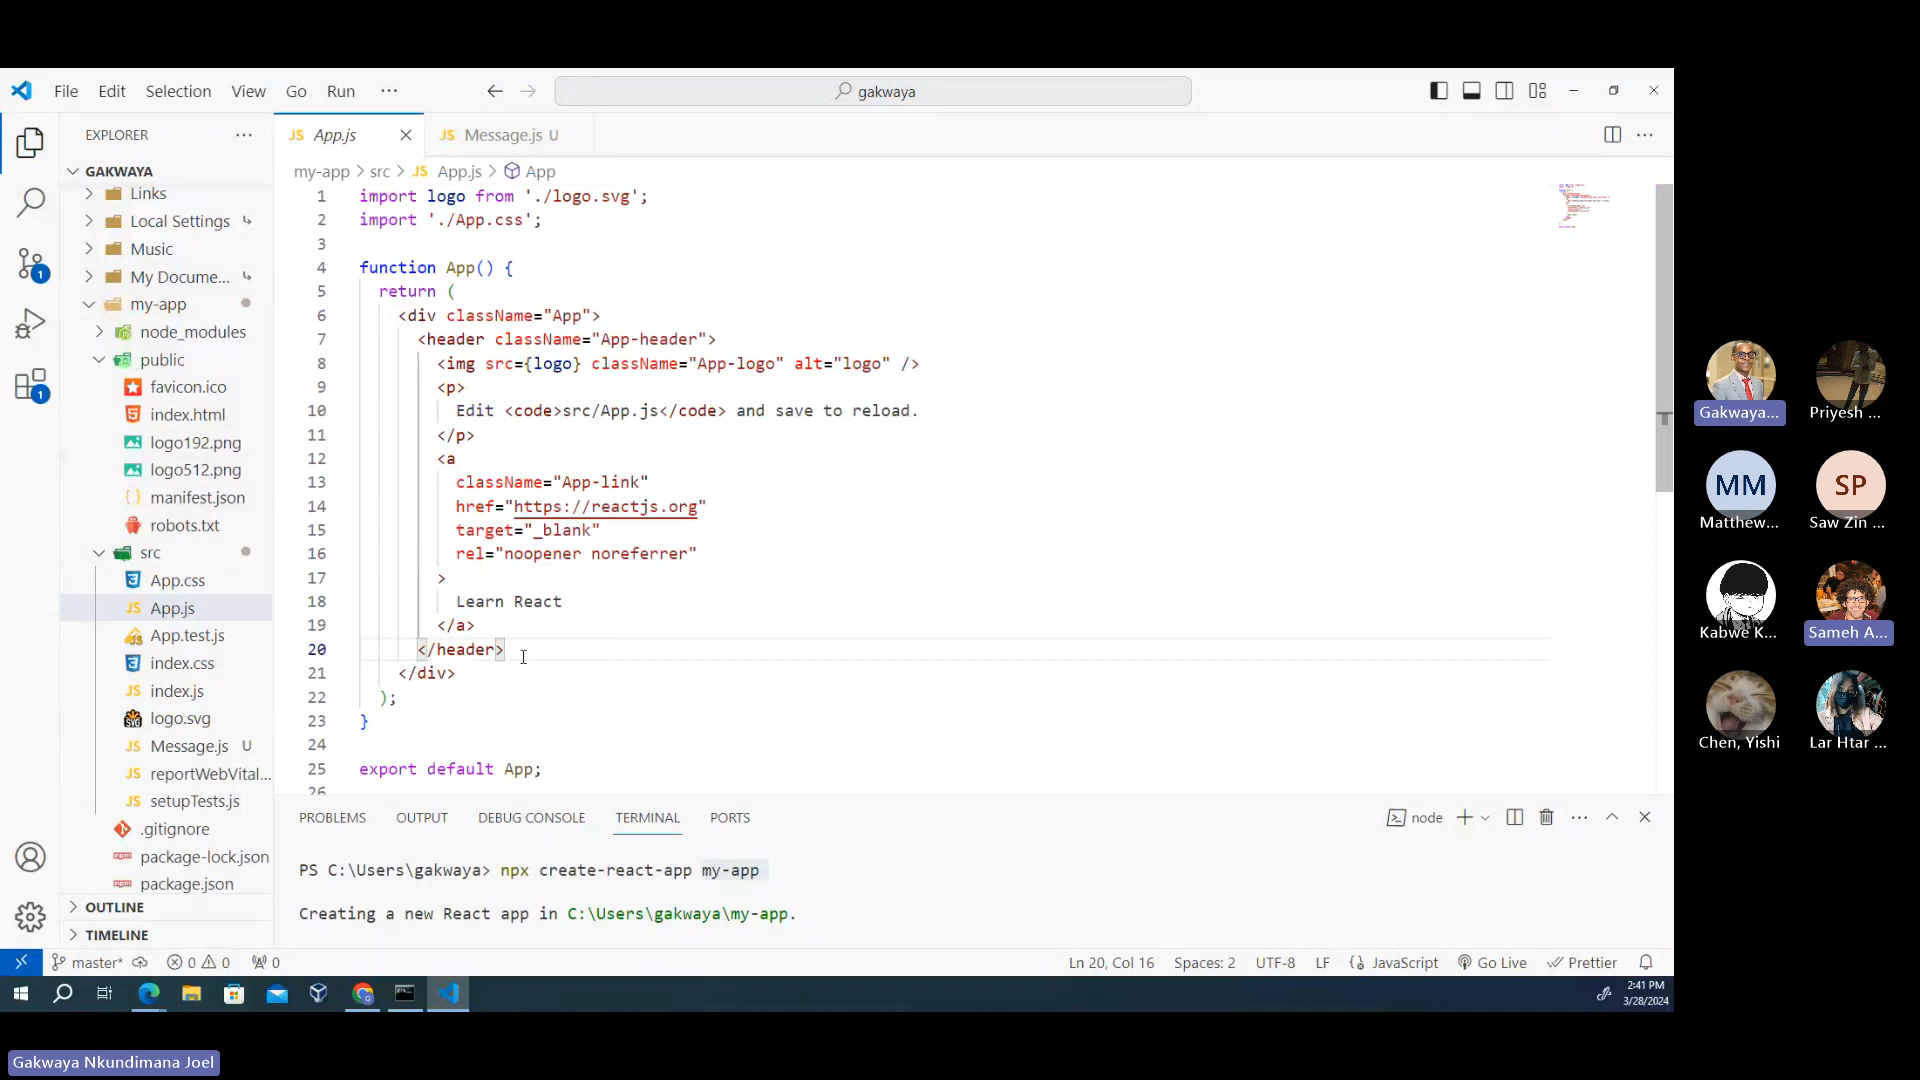 File Edit Selection View Go Run ···
gakwaya
EXPLORER ···
GAKWAYA
Links
Local Settings
Music
My Docume...
my-app
node_modules
public
favicon.ico
index.html
logo192.png
logo512.png
manifest.json
robots.txt
src
App.css
App.js
App.test.js
index.css
index.js
logo.svg
Message.js U
reportWebVital...
setupTests.js
.gitignore
package-lock.json
package.json
OUTLINE
TIMELINE
1
1
JS App.js
JS Message.js U
my-app > src > JS App.js > App
1 import logo from './logo.svg';
2 import './App.css';
3
4 function App() {
5 return (
6 <div className="App">
7 <header className="App-header">
8 <img src={logo} className="App-logo" alt="logo" />
9 <p>
10 Edit <code>src/App.js</code> and save to reload.
11 </p>
12 <a
13 className="App-link"
14 href="https://reactjs.org"
15 target="_blank"
16 rel="noopener noreferrer"
17 >
18 Learn React
19 </a>
20 </header>
21 </div>
22 );
23 }
24
25 export default App;
26
PROBLEMS OUTPUT DEBUG CONSOLE TERMINAL PORTS
node
PS C:\Users\gakwaya> npx create-react-app my-app
Creating a new React app in C:\Users\gakwaya\my-app.
master* 0 0 0
Ln 20, Col 16 Spaces: 2 UTF-8 LF JavaScript Go Live Prettier
2:41 PM
3/28/2024
Gakwaya... Priyesh ...
MM SP
Matthew... Saw Zin ...
Kabwe K... Sameh A...
Chen, Yishi Lar Htar ...
Gakwaya Nkundimana Joel